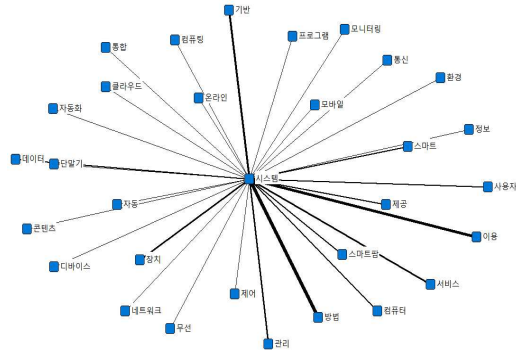 기반
프로그램
모니터링
컴퓨팅
통합
통신
환경
클라우드
온라인
모바일
자동화
정보
스마트
데이터
단말기
시스템
사용자
자동
제공
콘텐츠
이용
스마트팜
장치
디바이스
서비스
제어
네트워크
방법
컴퓨터
무선
관리